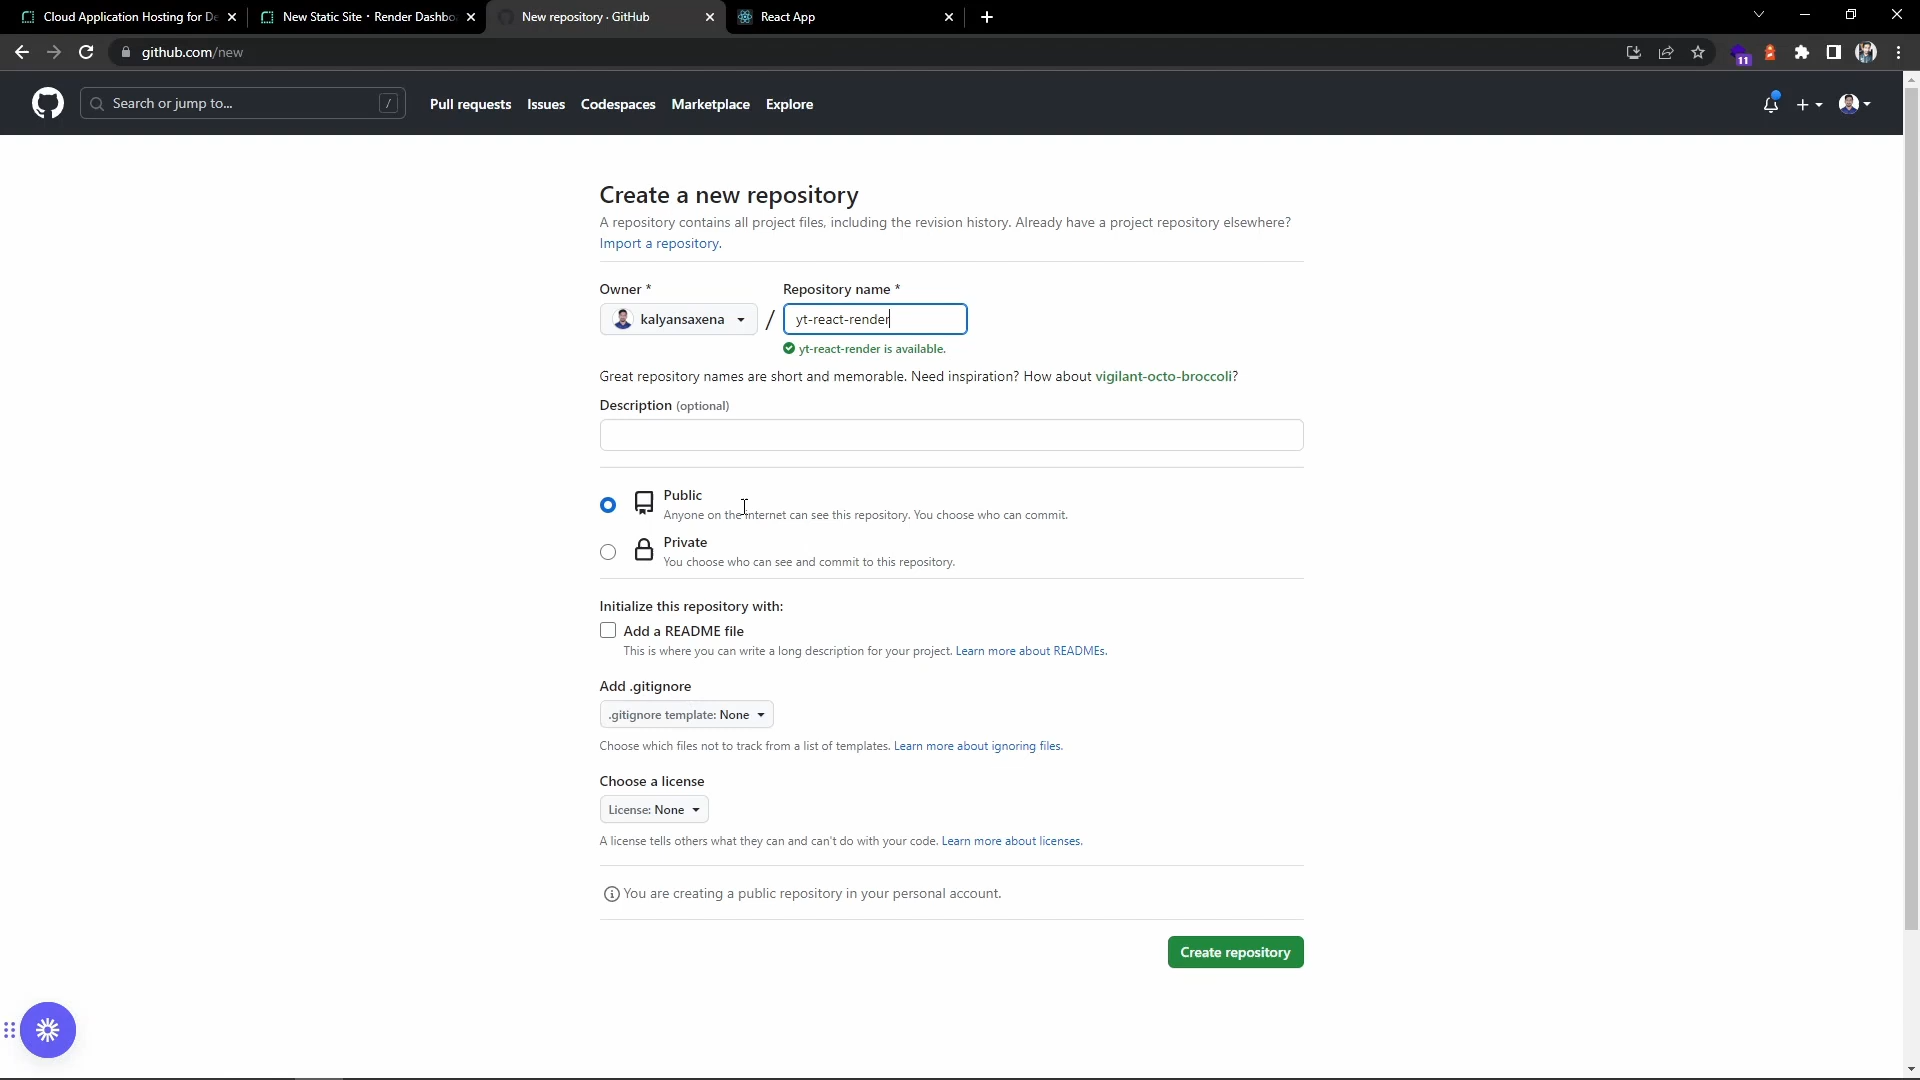 Cloud Application Hosting for De
New Static Site · Render Dashbo
New repository · GitHub
React App
github.com/new
11
Search or jump to...
/
Pull requests
Issues
Codespaces
Marketplace
Explore
Create a new repository
A repository contains all project files, including the revision history. Already have a project repository elsewhere?
Import a repository.
Owner *
Repository name *
kalyansaxena
/
yt-react-render
yt-react-render is available.
Great repository names are short and memorable. Need inspiration? How about vigilant-octo-broccoli?
Description (optional)
Public
Anyone on the internet can see this repository. You choose who can commit.
Private
You choose who can see and commit to this repository.
Initialize this repository with:
Add a README file
This is where you can write a long description for your project. Learn more about READMEs.
Add .gitignore
.gitignore template: None
Choose which files not to track from a list of templates. Learn more about ignoring files.
Choose a license
License: None
A license tells others what they can and can't do with your code. Learn more about licenses.
You are creating a public repository in your personal account.
Create repository